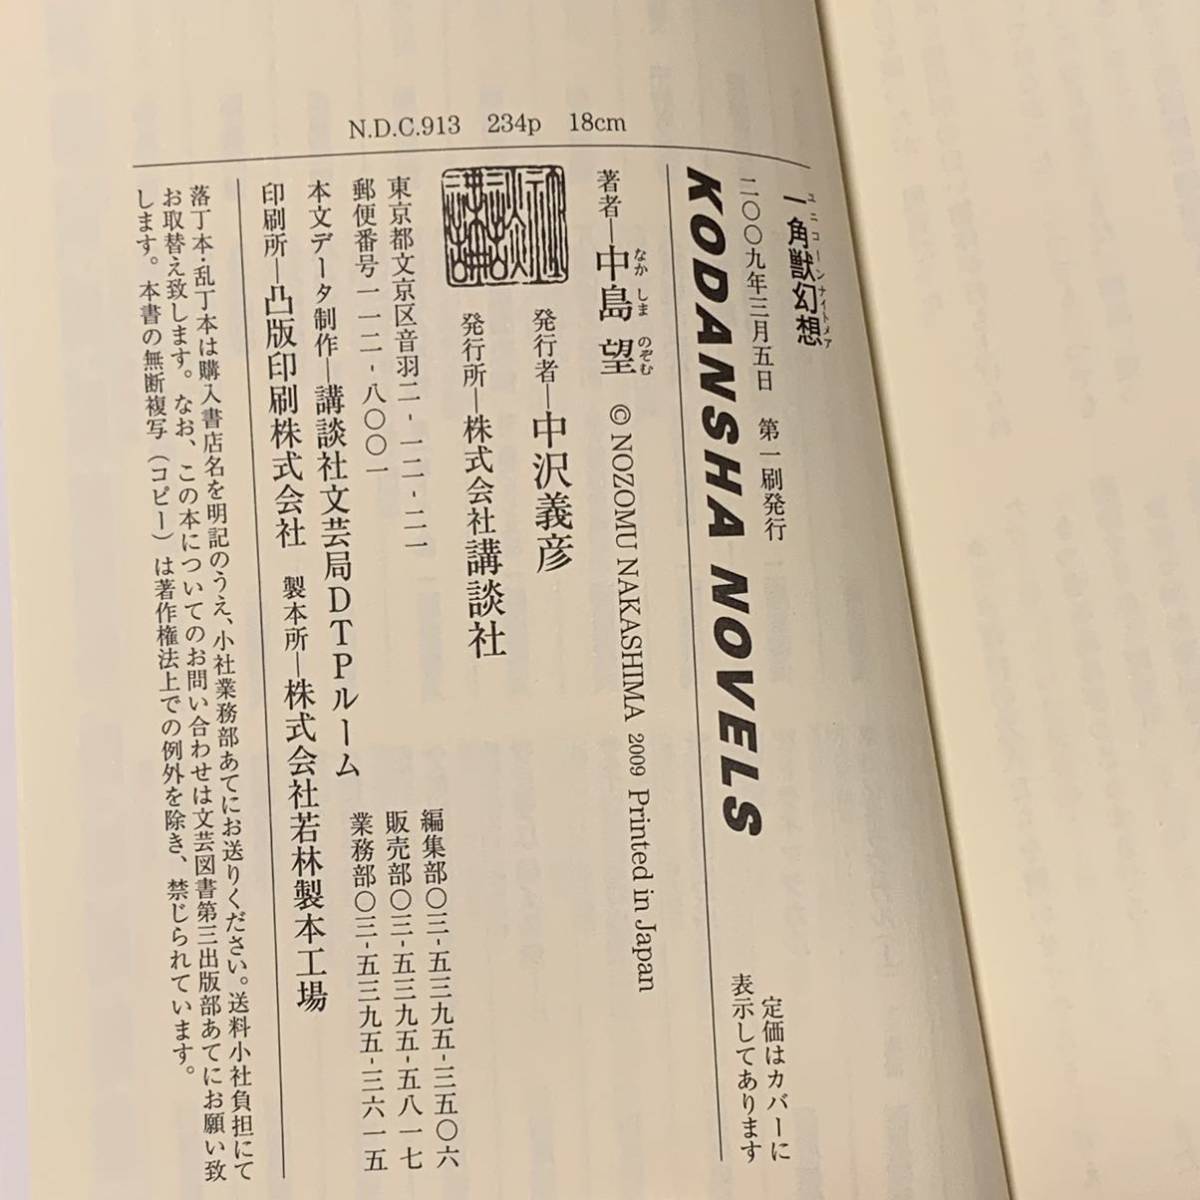 N.D.C.913 234p 18cm
一角獣幻想
ユニコーンナイトメア
二〇〇九年三月五日 第一刷発行
定価はカバーに
表示してあります
KODANSHA NOVELS
著者―中島 望
なかしま のぞむ
© NOZOMU NAKASHIMA 2009 Printed in Japan
発行者―中沢義彦
発行所―株式会社講談社
東京都文京区音羽二‐一二‐二一
郵便番号一一二‐八〇〇一
編集部〇三‐五三九五‐三五〇六
販売部〇三‐五三九五‐五八一七
業務部〇三‐五三九五‐三六一五
本文データ制作―講談社文芸局DTPルーム
印刷所―凸版印刷株式会社 製本所―株式会社若林製本工場
落丁本・乱丁本は購入書店名を明記のうえ、小社業務部あてにお送りください。送料小社負担にて
お取替え致します。なお、この本についてのお問い合わせは文芸図書第三出版部あてにお願い致
します。本書の無断複写（コピー）は著作権法上での例外を除き、禁じられています。